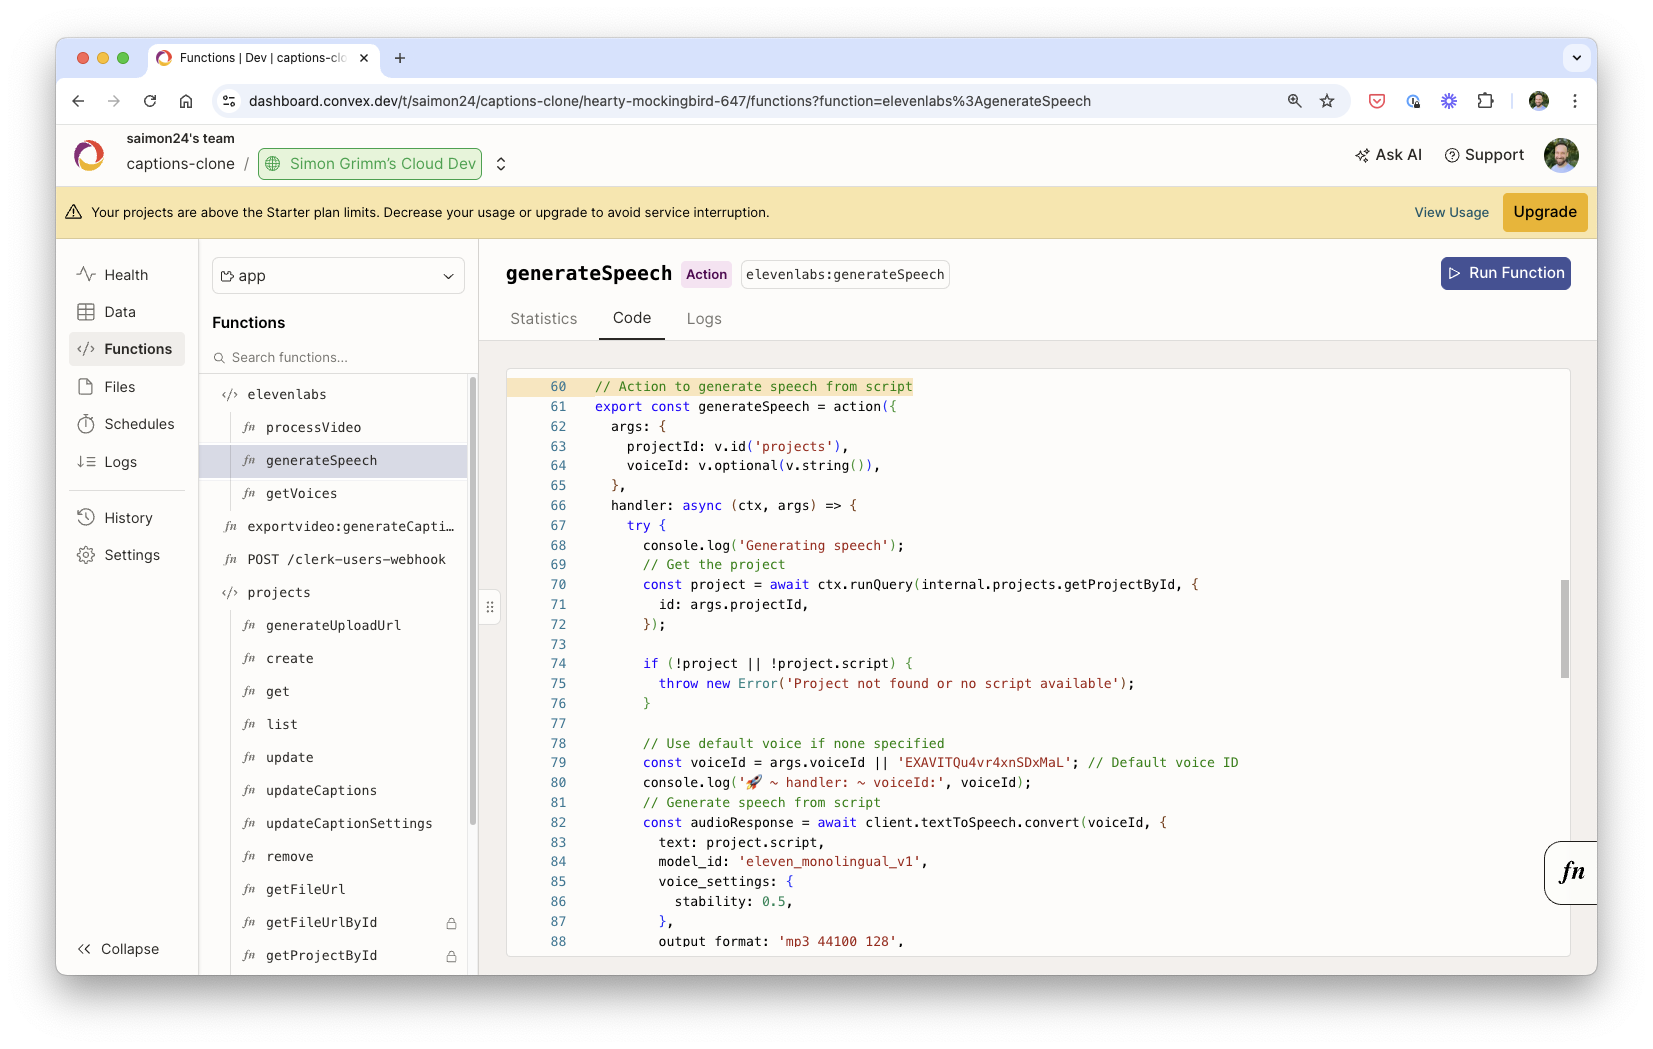 Functions | Dev | captions-clo
dashboard.convex.dev/t/saimon24/captions-clone/hearty-mockingbird-647/functions?function=elevenlabs%3AgenerateSpeech
saimon24's team
captions-clone / Simon Grimm's Cloud Dev
Ask AI
Support
Your projects are above the Starter plan limits. Decrease your usage or upgrade to avoid service interruption.
View Usage
Upgrade
Health
Data
Functions
Files
Schedules
Logs
History
Settings
Collapse
app
Functions
Search functions...
</> elevenlabs
fn processVideo
fn generateSpeech
fn getVoices
fn exportvideo:generateCapti…
fn POST /clerk-users-webhook
</> projects
fn generateUploadUrl
fn create
fn get
fn list
fn update
fn updateCaptions
fn updateCaptionSettings
fn remove
fn getFileUrl
fn getFileUrlById
fn getProjectById
generateSpeech Action elevenlabs:generateSpeech
Run Function
Statistics Code Logs
60 // Action to generate speech from script
61 export const generateSpeech = action({
62 args: {
63 projectId: v.id('projects'),
64 voiceId: v.optional(v.string()),
65 },
66 handler: async (ctx, args) => {
67 try {
68 console.log('Generating speech');
69 // Get the project
70 const project = await ctx.runQuery(internal.projects.getProjectById, {
71 id: args.projectId,
72 });
73
74 if (!project || !project.script) {
75 throw new Error('Project not found or no script available');
76 }
77
78 // Use default voice if none specified
79 const voiceId = args.voiceId || 'EXAVITQu4vr4xnSDxMaL'; // Default voice ID
80 console.log('🚀 ~ handler: ~ voiceId:', voiceId);
81 // Generate speech from script
82 const audioResponse = await client.textToSpeech.convert(voiceId, {
83 text: project.script,
84 model_id: 'eleven_monolingual_v1',
85 voice_settings: {
86 stability: 0.5,
87 },
88 output_format: 'mp3_44100_128',
fn